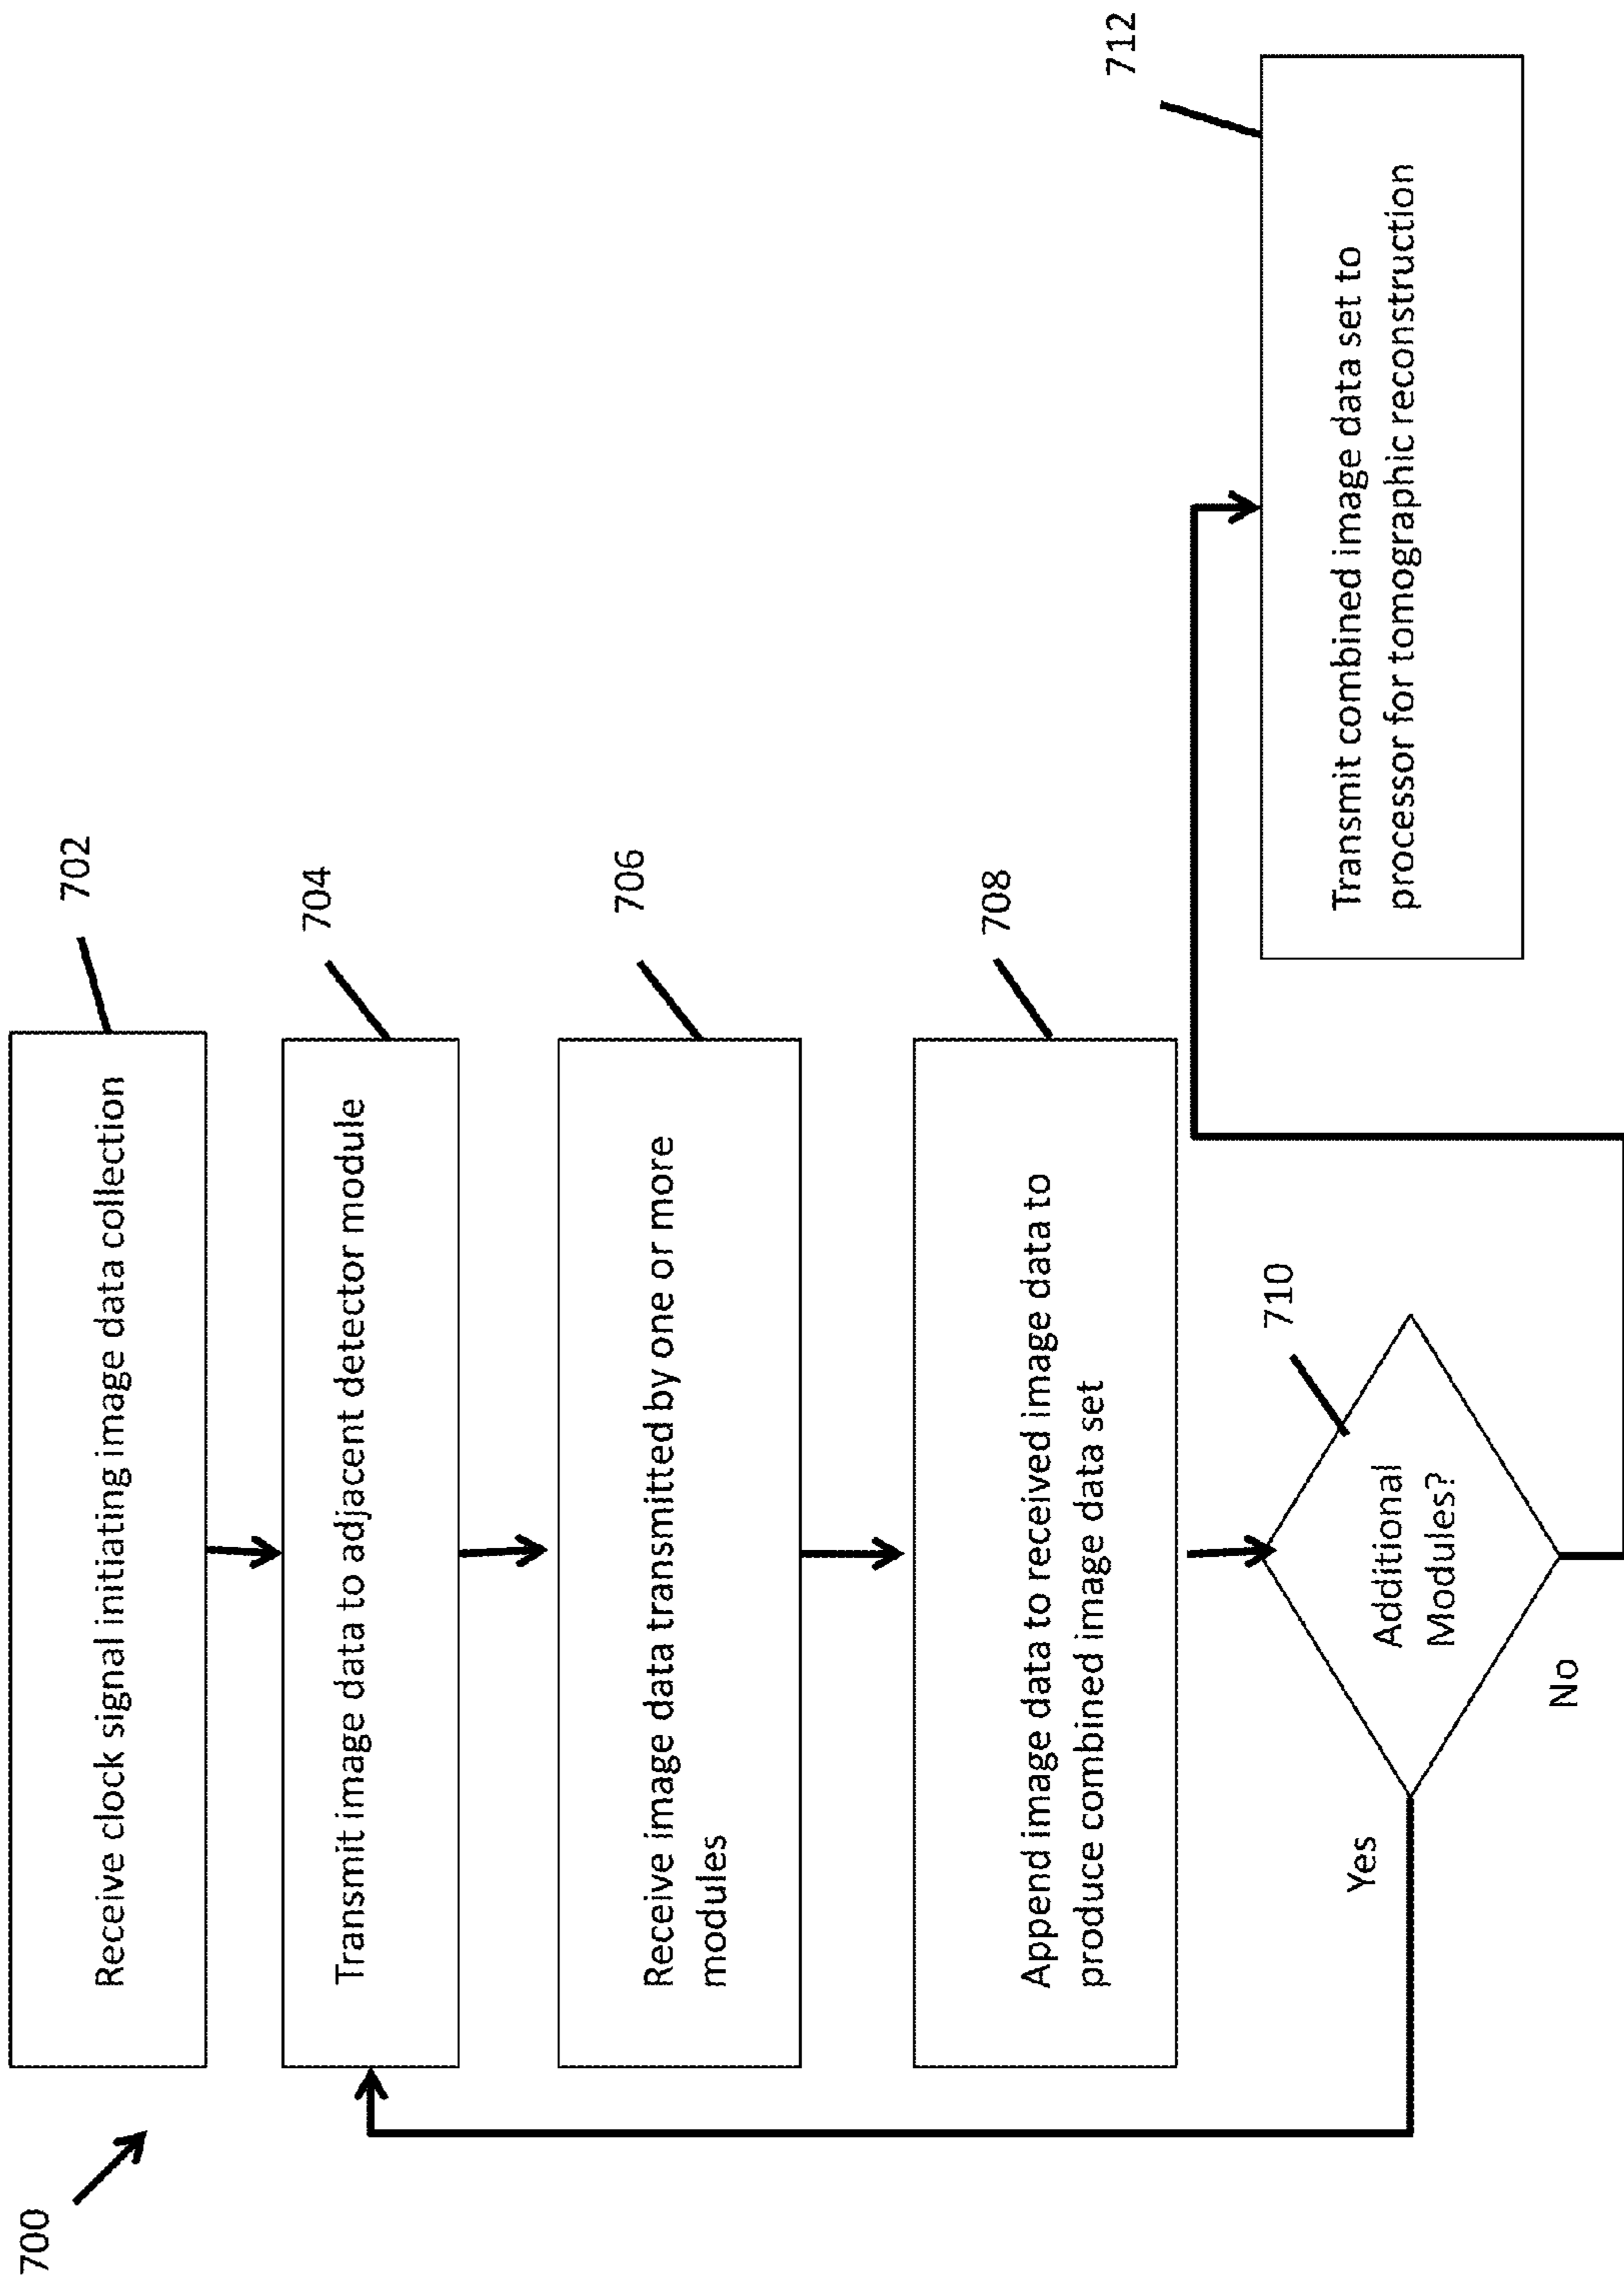 700
702
Receive clock signal initiating image data collection
704
Transmit image data to adjacent detector module
706
Receive image data transmitted by one or more
modules
708
Append image data to received image data to
produce combined image data set
710
Additional
Modules?
Yes
No
712
Transmit combined image data set to
processor for tomographic reconstruction